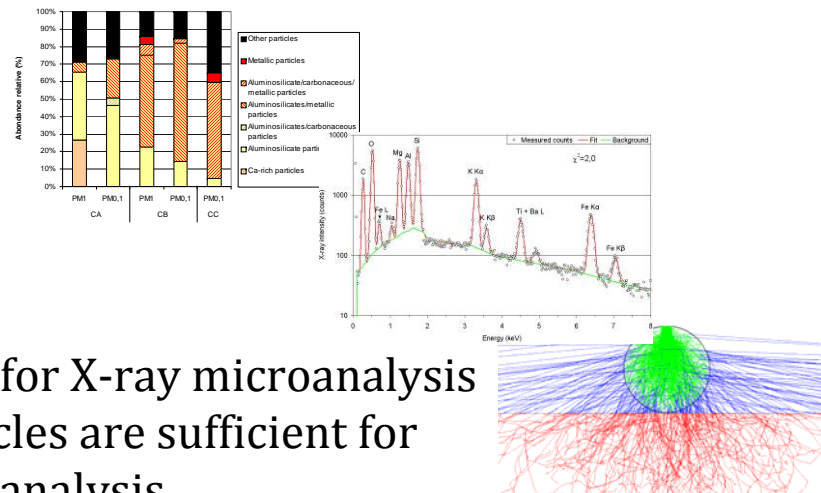 100%
90%
80%
70%
60%
50%
40%
30%
20%
10%
0%
Abondance relative (%)
PM1 PM0,1 PM1 PM0,1 PM0,1
CA CB CC
Other particles
Metallic particles
Aluminosilicate/carbonaceous/
metallic particles
Aluminosilicates/metallic
particles
Aluminosilicates/carbonaceous
particles
Aluminosilicate parti
Ca-rich particles
Measured counts Fit Background
χ²=2,0
10000
1000
100
10
X-ray intensity (counts)
C
O
Fe L
Na
Mg
Al
Si
K Kα
K Kβ
Ti + Ba L
Fe Kα
Fe Kβ
0 1 2 3 4 5 6 7 8
Energy (keV)
for X-ray microanalysis
cles are sufficient for
analysis